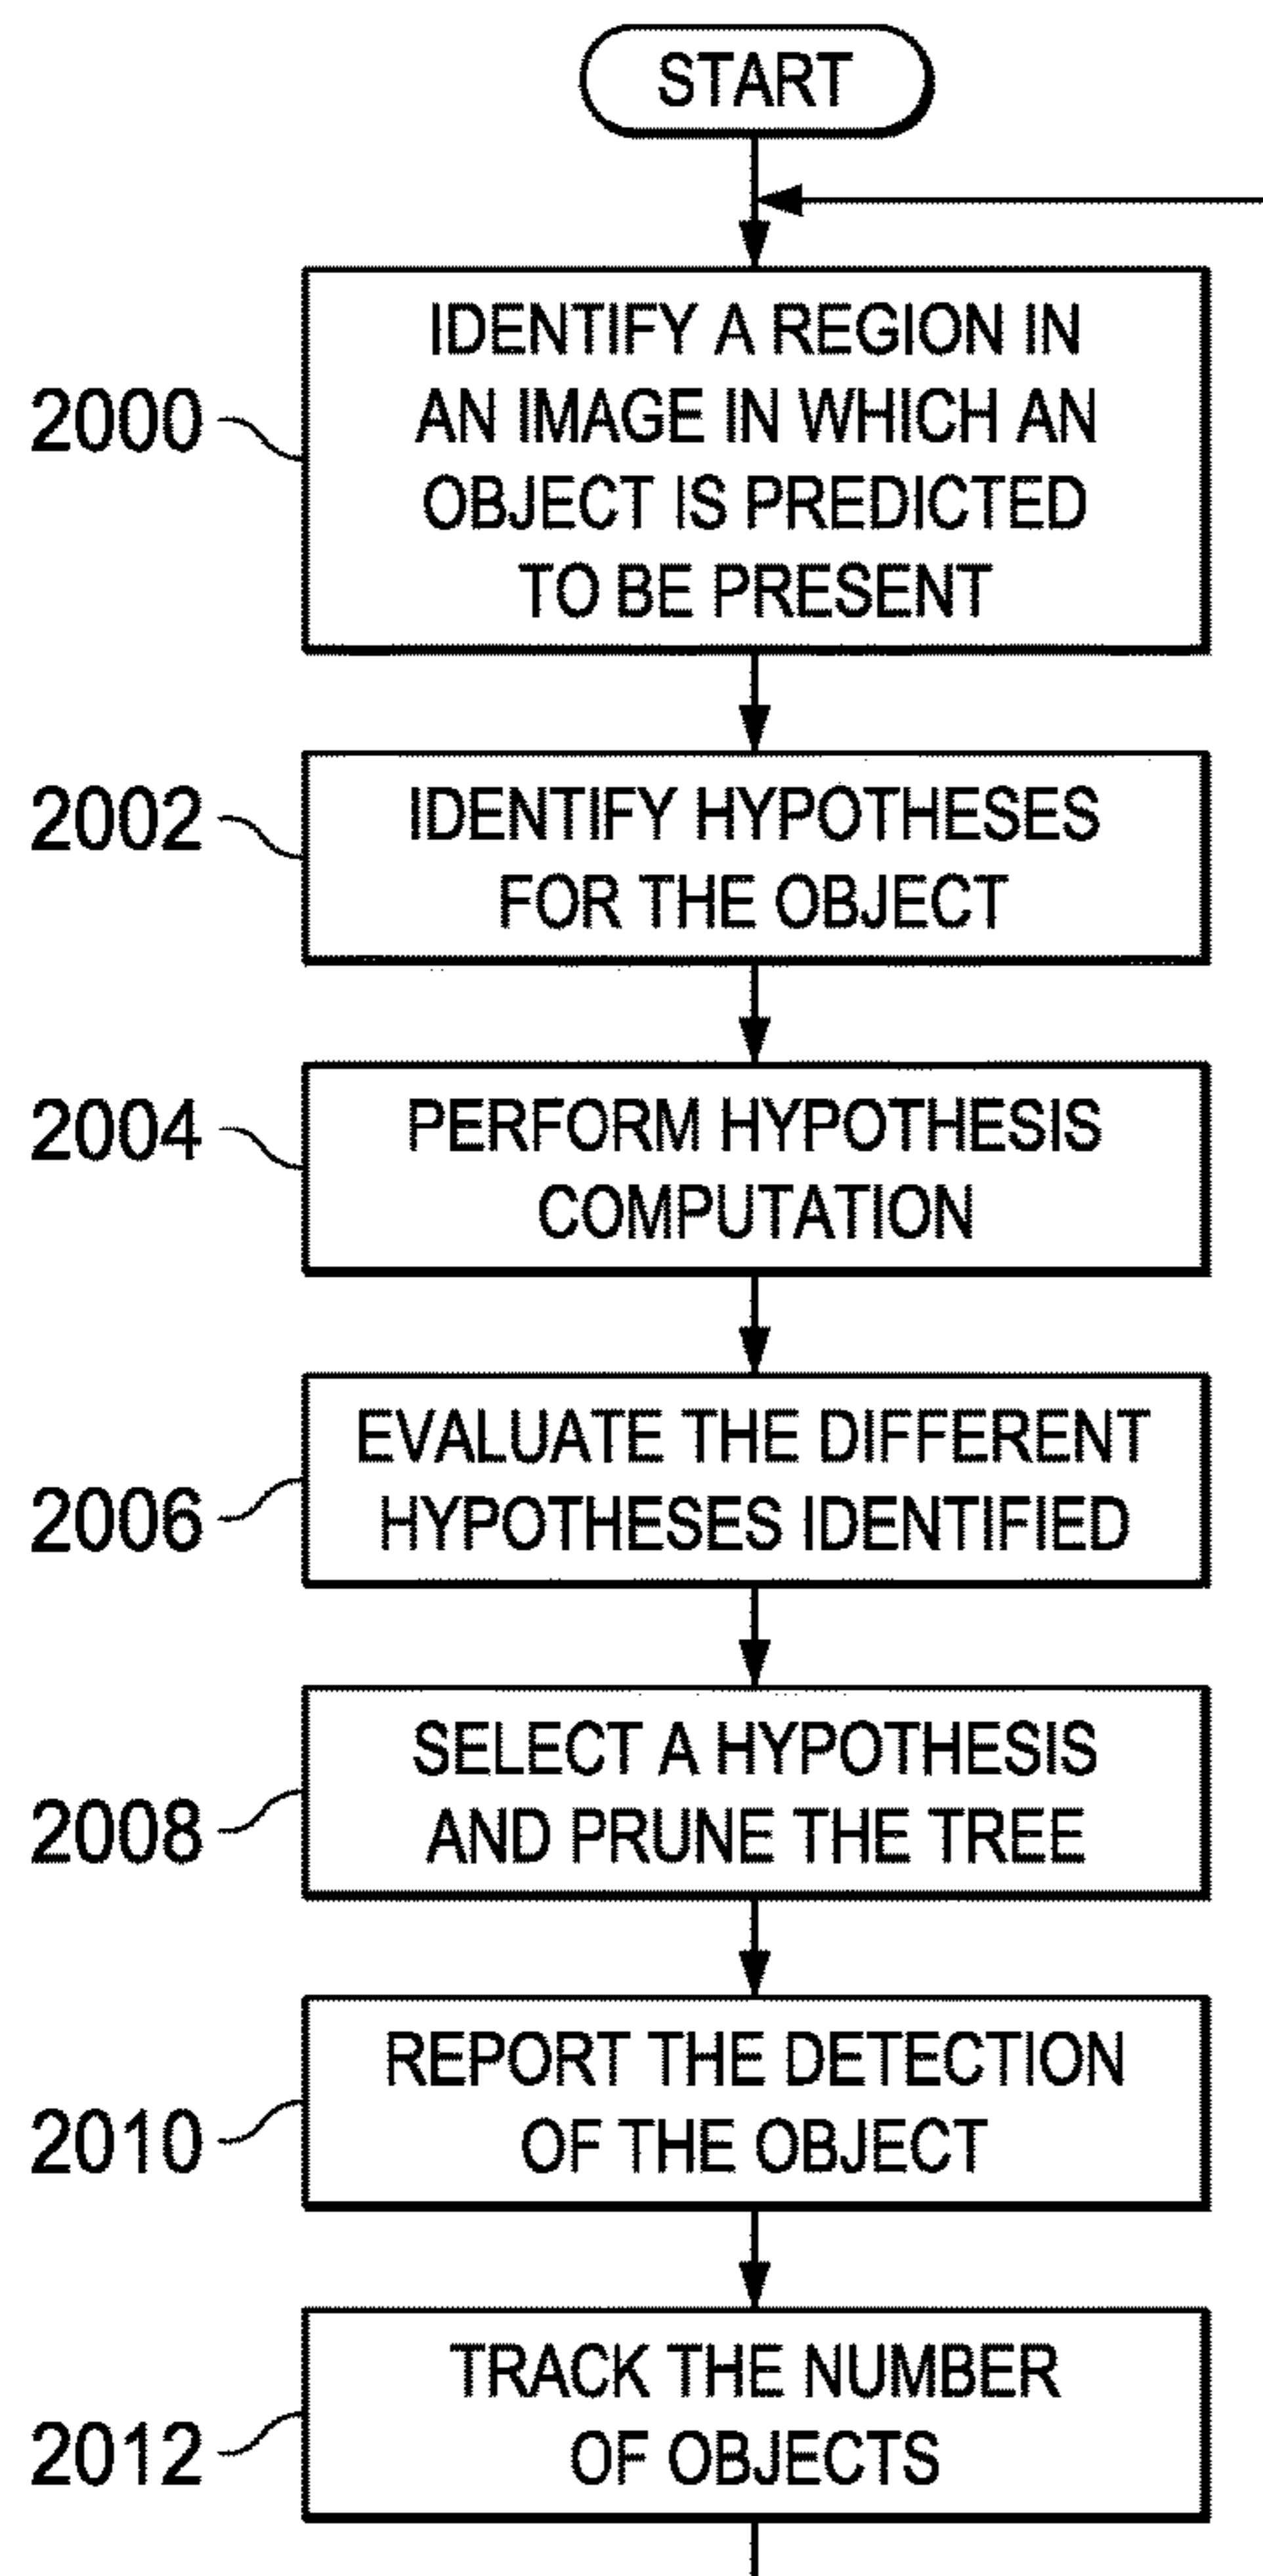 START
IDENTIFY A REGION IN
AN IMAGE IN WHICH AN
OBJECT IS PREDICTED
TO BE PRESENT
2000
IDENTIFY HYPOTHESES
FOR THE OBJECT
2002
PERFORM HYPOTHESIS
COMPUTATION
2004
EVALUATE THE DIFFERENT
HYPOTHESES IDENTIFIED
2006
SELECT A HYPOTHESIS
AND PRUNE THE TREE
2008
REPORT THE DETECTION
OF THE OBJECT
2010
TRACK THE NUMBER
OF OBJECTS
2012